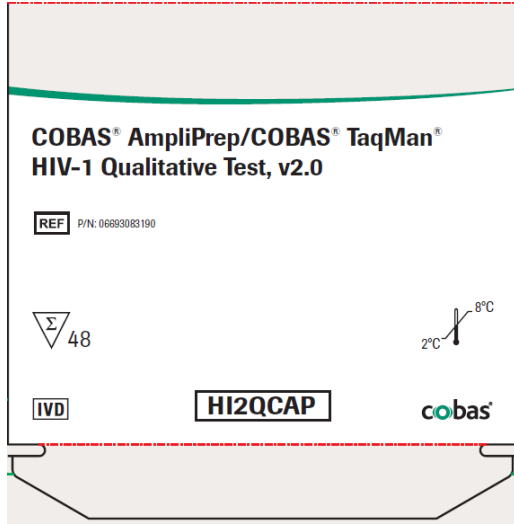 COBAS® AmpliPrep/COBAS® TaqMan®
HIV-1 Qualitative Test, v2.0
REF P/N: 06693083190
Σ 48
8°C
2°C
IVD
HI2QCAP
cobas®